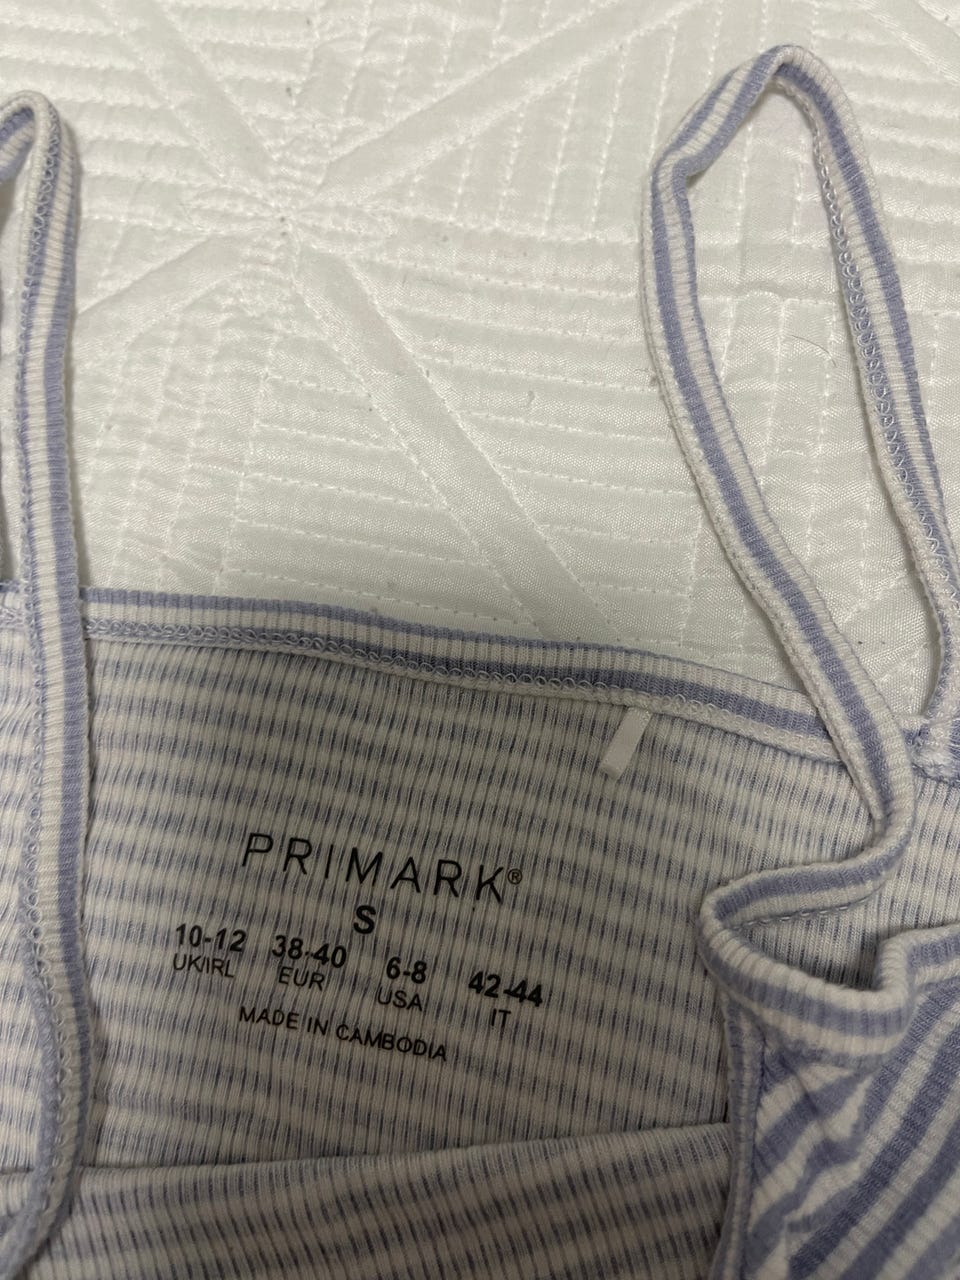 PRIMARK®
S
10-12 38-40 6-8 42-44
UK/IRL EUR USA IT
MADE IN CAMBODIA